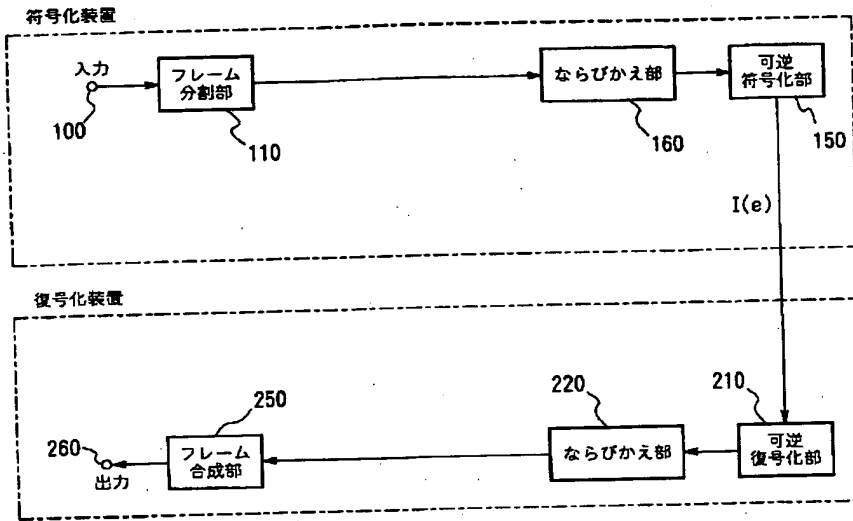 符号化装置
入力
100
フレーム
分割部
110
ならびかえ部
160
可逆
符号化部
150
I(e)
復号化装置
260
出力
250
フレーム
合成部
220
ならびかえ部
210
可逆
復号化部